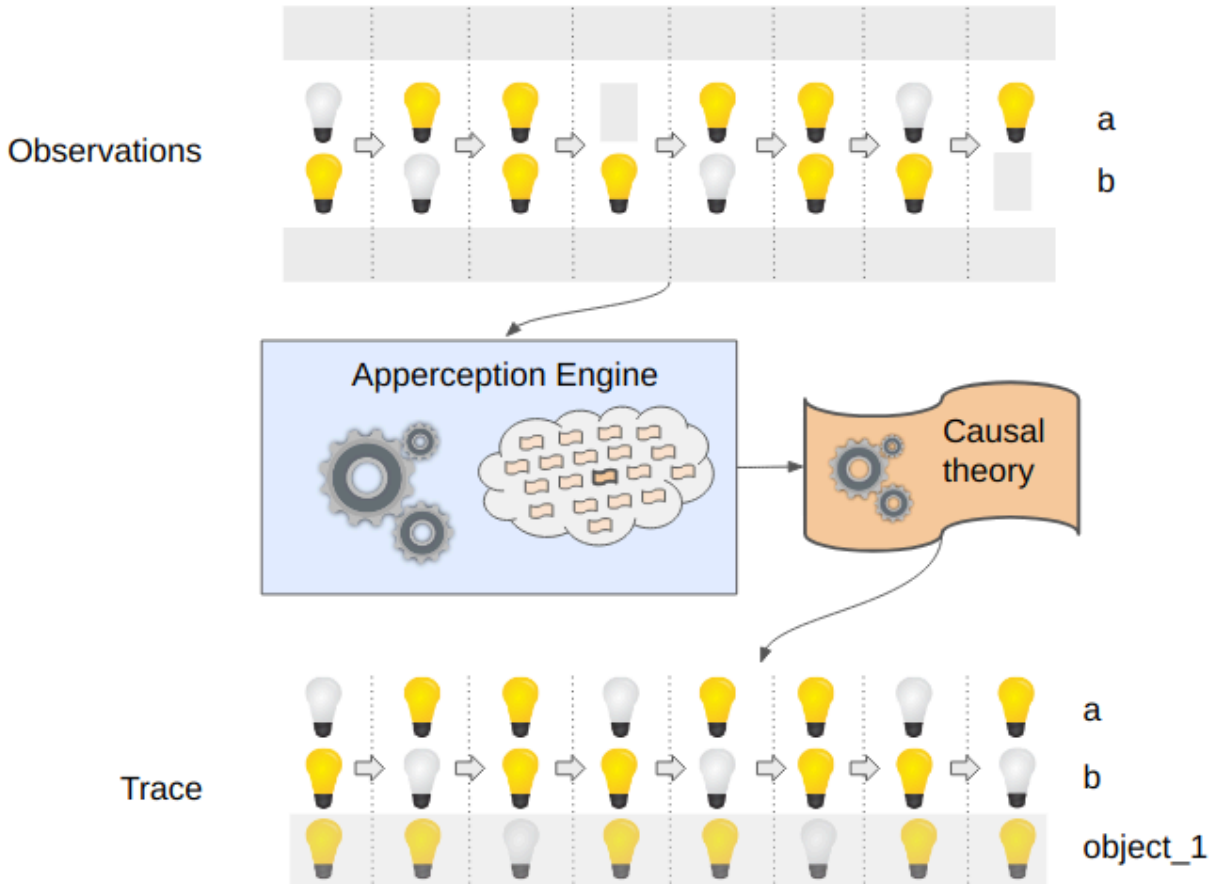 a
Observations
b
Apperception Engine
Causal
theory
a
b
Trace
object_1